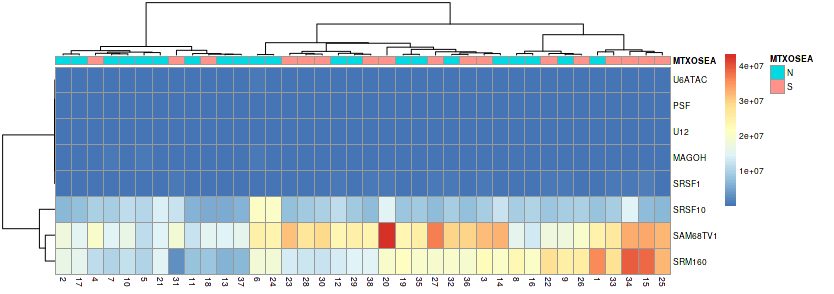 MTXOSEA
MTXOSEA
U6ATAC
PSF
U12
MAGOH
SRSF1
SRSF10
SAM68TV1
SRM160
4e+07
3e+07
2e+07
1e+07
N
S
2 17 4 7 10 5 21 31 11 18 13 37 6 24 23 28 30 12 29 38 20 19 35 27 32 36 3 14 8 16 22 9 26 1 33 34 15 25